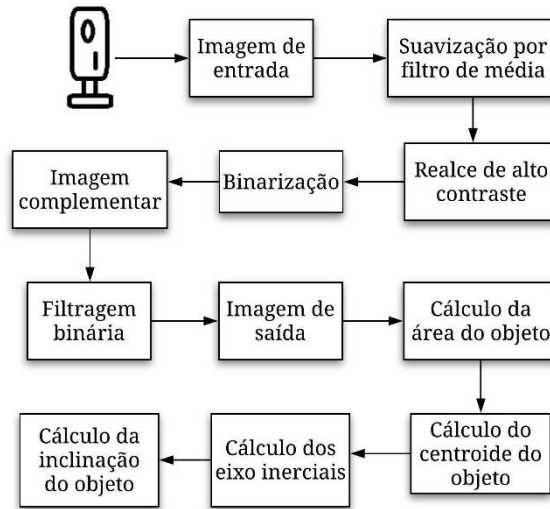 Imagem de
entrada
Suavização por
filtro de média
Realce de alto
contraste
Binarização
Imagem
complementar
Filtragem
binária
Imagem de
saída
Cálculo da
área do objeto
Cálculo do
centroide do
objeto
Cálculo dos
eixo inerciais
Cálculo da
inclinação
do objeto